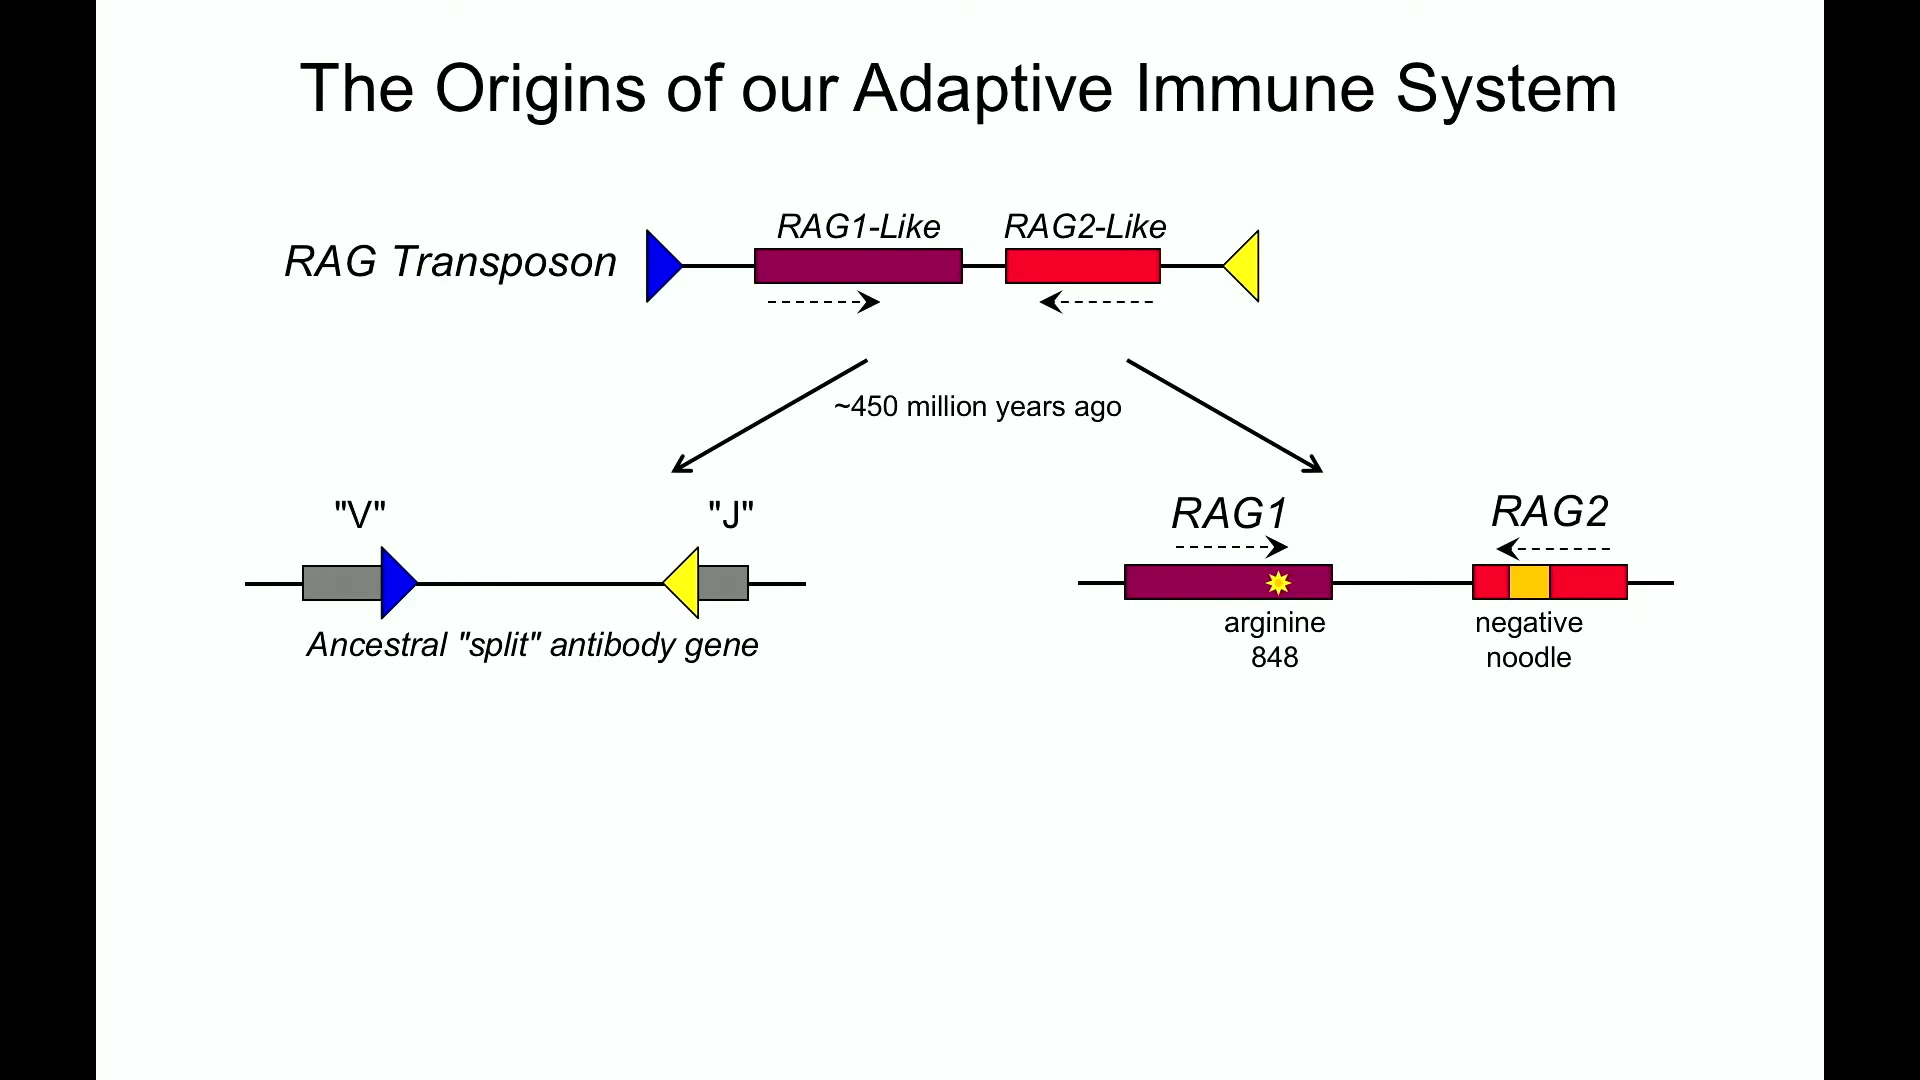 The Origins of our Adaptive Immune System
RAG1-Like
RAG2-Like
RAG Transposon
~450 million years ago
"V"
"J"
RAG1
RAG2
Ancestral "split" antibody gene
arginine
848
negative
noodle